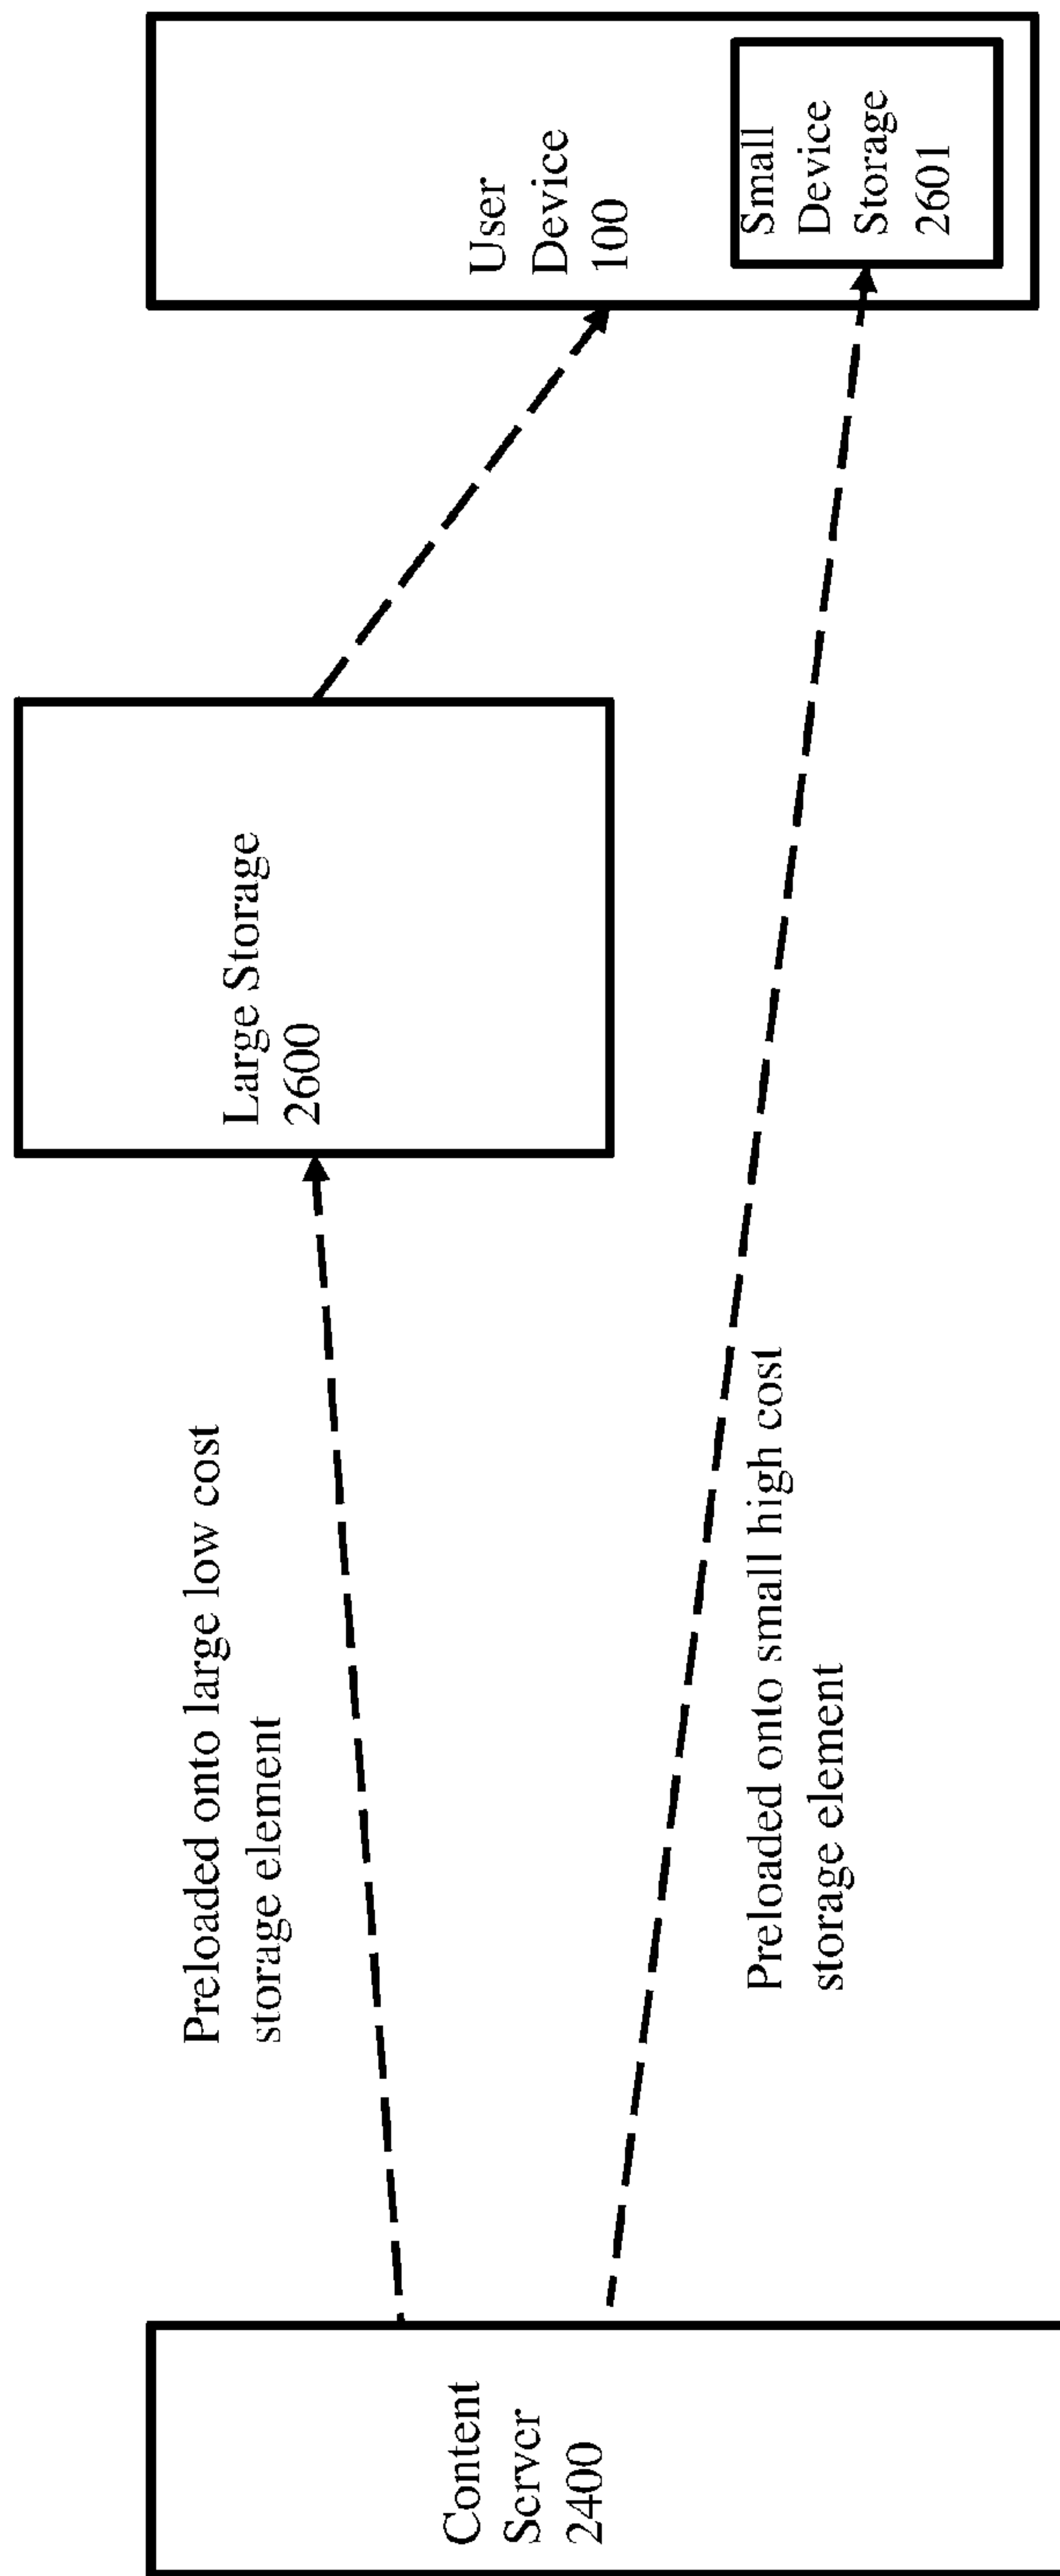 Content
Server
2400
Preloaded onto large low cost
storage element
Preloaded onto small high cost
storage element
Large Storage
2600
User
Device
100
Small
Device
Storage
2601